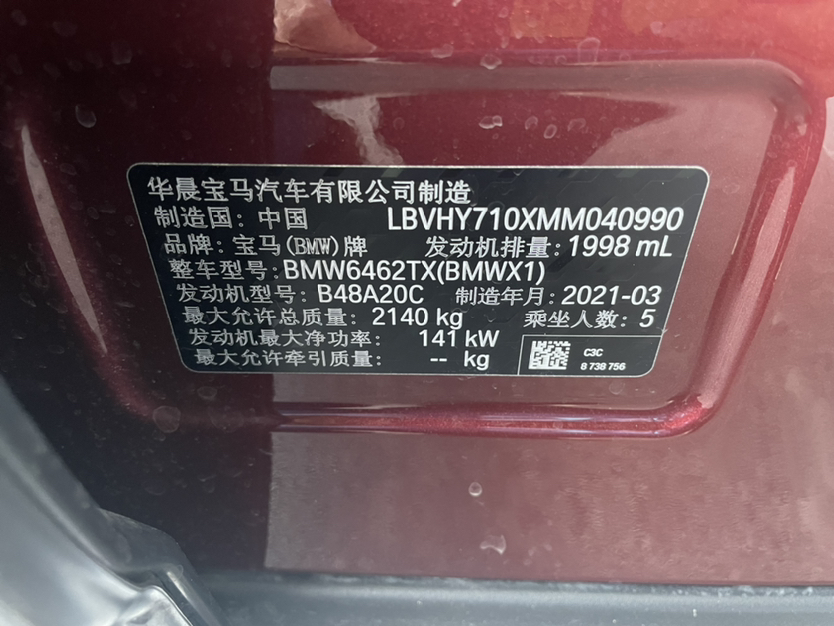 华晨宝马汽车有限公司制造
制造国: 中国 LBVHY710XMM040990
品牌: 宝马(BMW)牌 发动机排量: 1998 mL
整车型号: BMW6462TX(BMWX1)
发动机型号: B48A20C 制造年月: 2021-03
最大允许总质量: 2140 kg 乘坐人数: 5
发动机最大净功率: 141 kW
最大允许牵引质量: -- kg
C3C
8 738 756